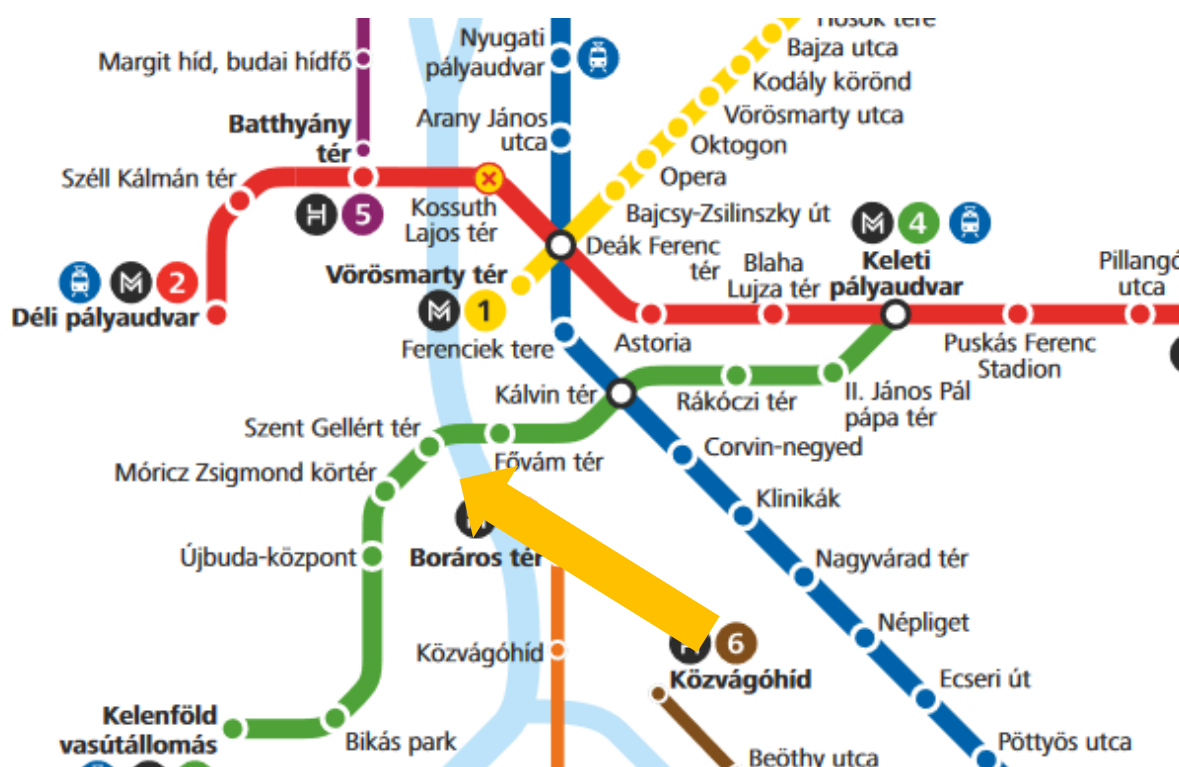 Nyugati
pályaudvar
Margit híd, budai hídfő
Bajza utca
Kodály körönd
Vörösmarty utca
Arany János
utca
Batthyány
tér
Oktogon
Széll Kálmán tér
Opera
H 5
Kossuth
Lajos tér
Bajcsy-Zsilinszky út
M 4
Deák Ferenc
tér
Vörösmarty tér
M 1
Blaha
Lujza tér
Keleti
pályaudvar
Pillangó
utca
M 2
Déli pályaudvar
Ferenciek tere
Astoria
Puskás Ferenc
Stadion
Kálvin tér
Rákóczi tér
II. János Pál
pápa tér
Szent Gellért tér
Fővám tér
Corvin-negyed
Móricz Zsigmond körtér
Klinikák
Újbuda-központ
Boráros tér
Nagyvárad tér
Népliget
Közvágóhíd
H 6
Közvágóhíd
Ecseri út
Kelenföld
vasútállomás
Bikás park
Pöttyös utca
Beöthy utca